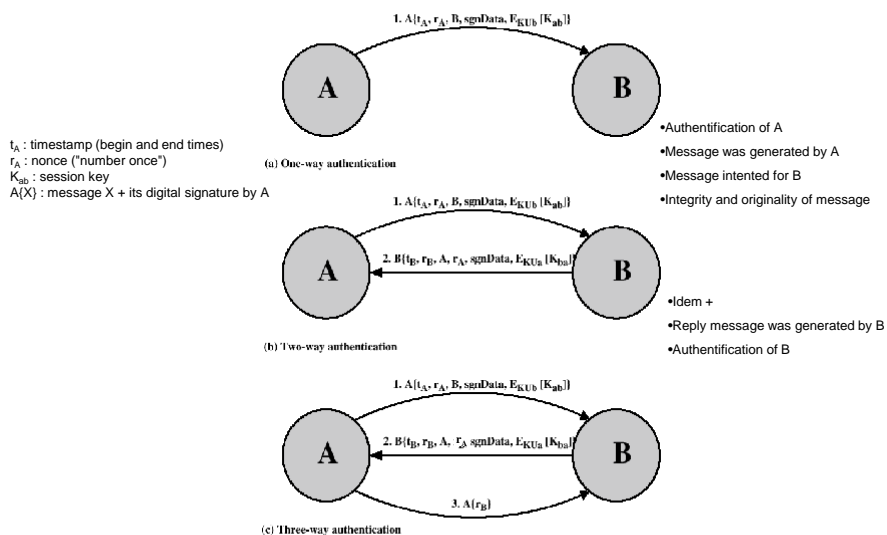 1. A{tA, rA, B, sgnData, EKUb [Kab]}
A
B
tA : timestamp (begin and end times)
rA : nonce ("number once")
Kab : session key
A{X} : message X + its digital signature by A
(a) One-way authentication
•Authentification of A
•Message was generated by A
•Message intented for B
•Integrity and originality of message
1. A{tA, rA, B, sgnData, EKUb [Kab]}
2. B{tB, rB, A, rA, sgnData, EKUa [Kba]}
A
B
(b) Two-way authentication
•Idem +
•Reply message was generated by B
•Authentification of B
1. A{tA, rA, B, sgnData, EKUb [Kab]}
2. B{tB, rB, A, rA, sgnData, EKUa [Kba]}
A
B
3. A{rB}
(c) Three-way authentication